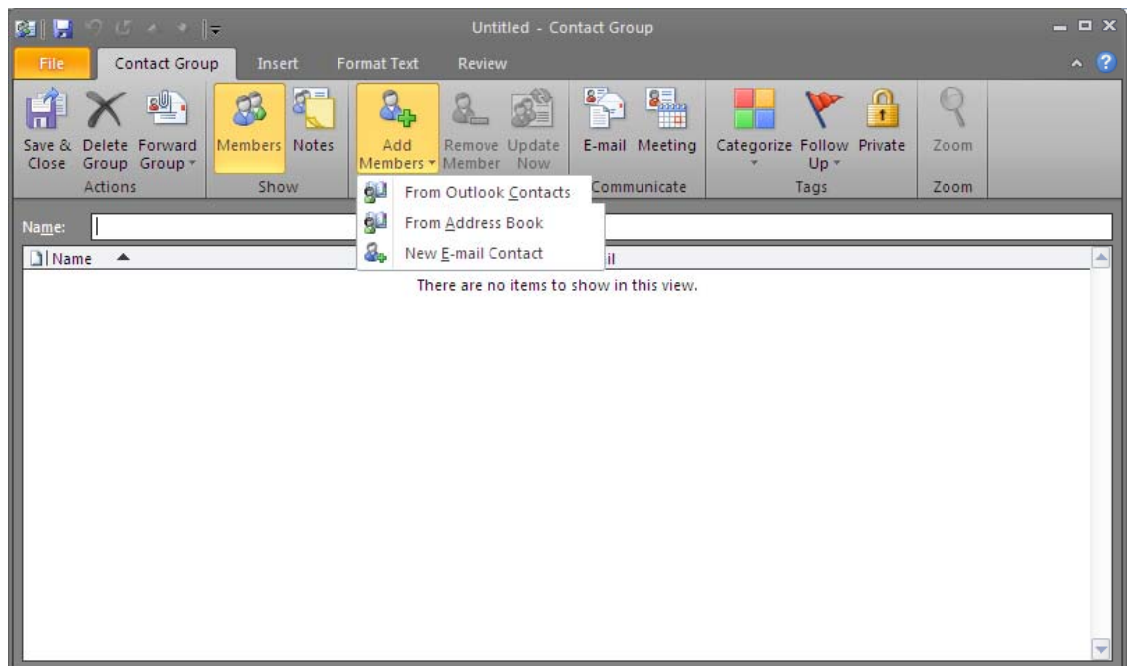 Untitled - Contact Group
File Contact Group Insert Format Text Review
Save & Close Delete Group Forward Group Members Notes Add Members Remove Member Update Now E-mail Meeting Categorize Follow Up Private Zoom
Actions Show Communicate Tags Zoom
From Outlook Contacts
Name:
From Address Book
New E-mail Contact
Name il
There are no items to show in this view.